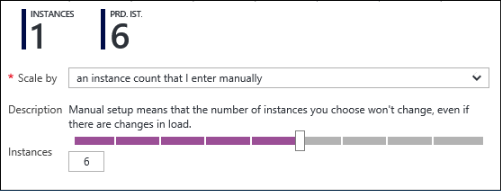 INSTANCES
1
PRD. IST.
6
* Scale by
an instance count that I enter manually
Description
Manual setup means that the number of instances you choose won't change, even if
there are changes in load.
Instances
6